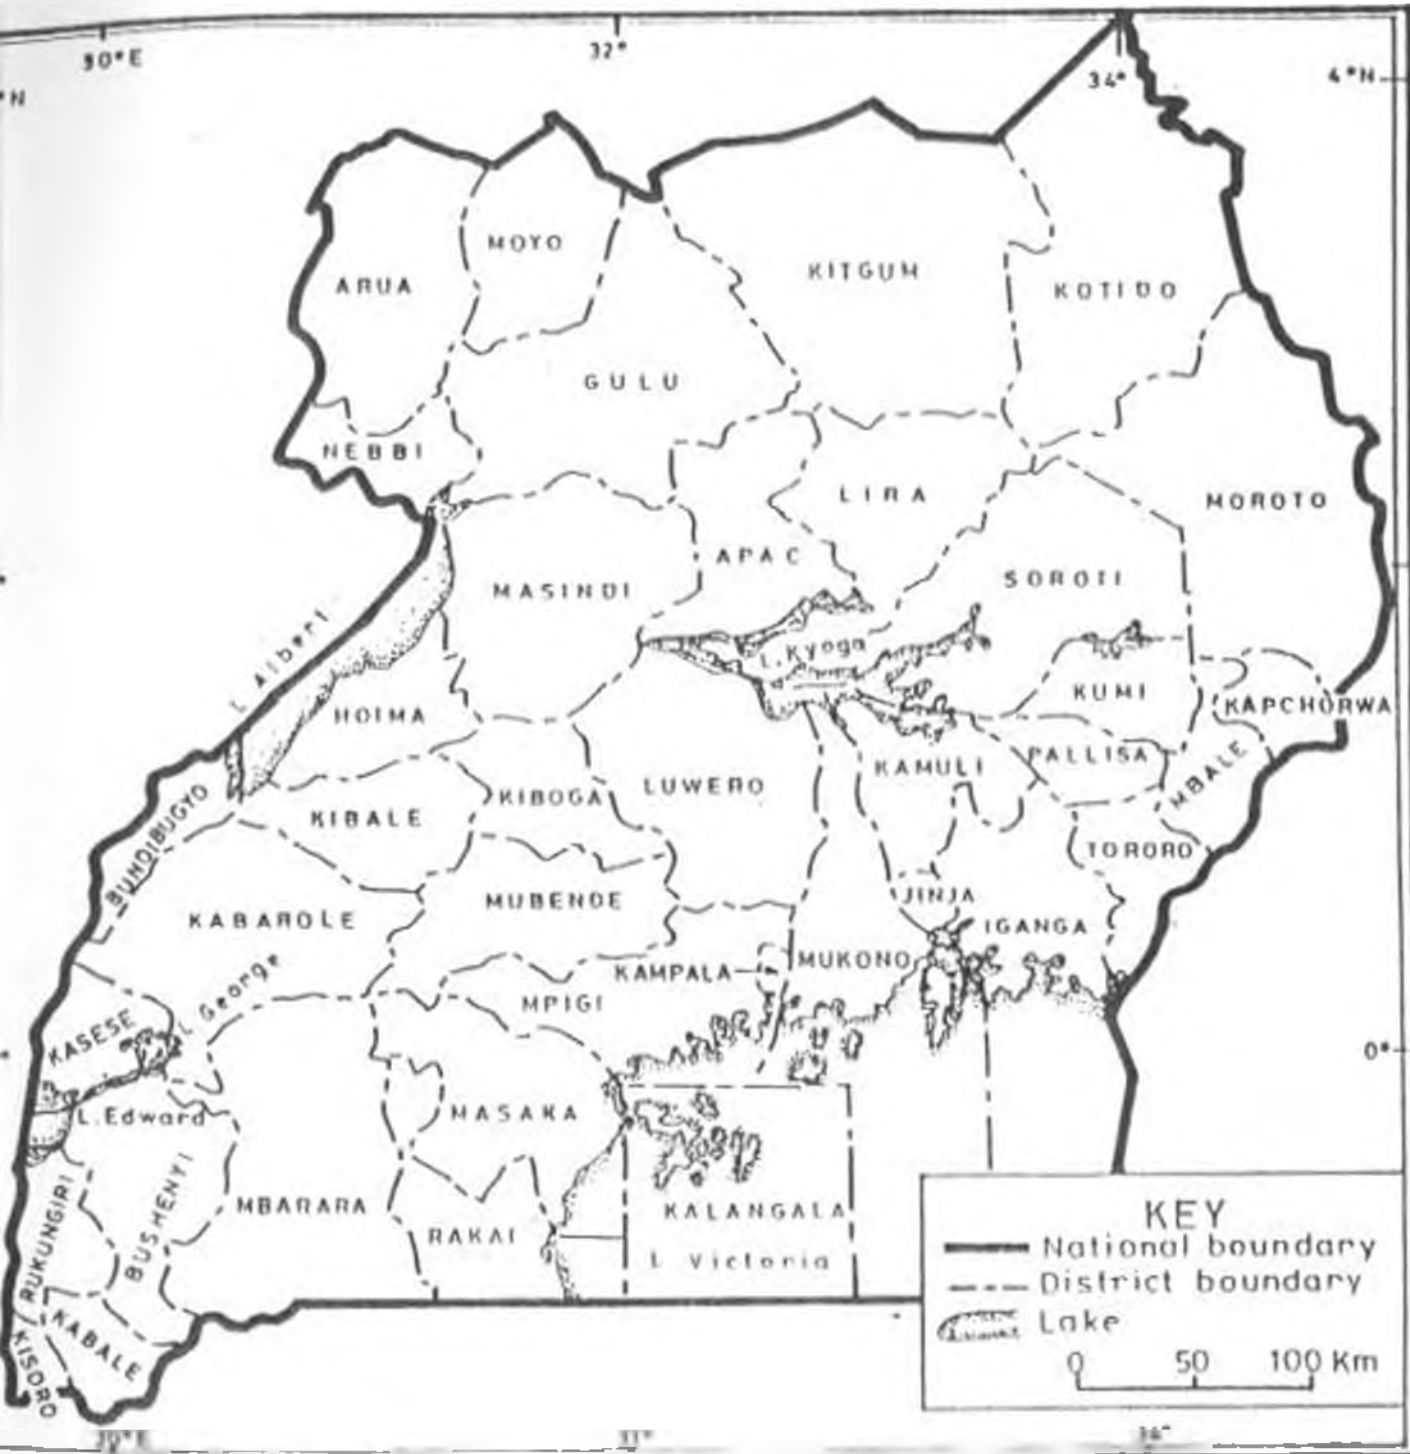 30°E
32°
34°
4°N
°N
MOYO
ARUA
KITGUM
KOTIDO
GULU
NEBBI
LIRA
MOROTO
APAC
SOROTI
MASINDI
L Albert
L. Kyoga
KUMI
KAPCHORWA
HOIMA
PALLISA
MBALE
KAMULI
LUWERO
KIBOGA
KIBALE
BUNDIBUGYO
TORORO
JINJA
MUBENDE
KABAROLE
IGANGA
MUKONO
KAMPALA
MPIGI
L George
KASESE
0°
L. Edward
MASAKA
BUSHENYI
RUKUNGIRI
MBARARA
RAKAI
KALANGALA
L Victoria
KABALE
KISORO
KEY
National boundary
District boundary
Lake
0 50 100 Km
30°E